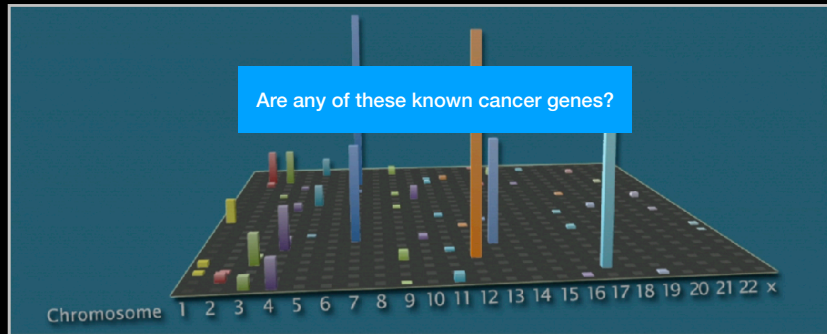 Are any of these known cancer genes?
Chromosome 1 2 3 4 5 6 7 8 9 10 11 12 13 14 15 16 17 18 19 20 21 22 x